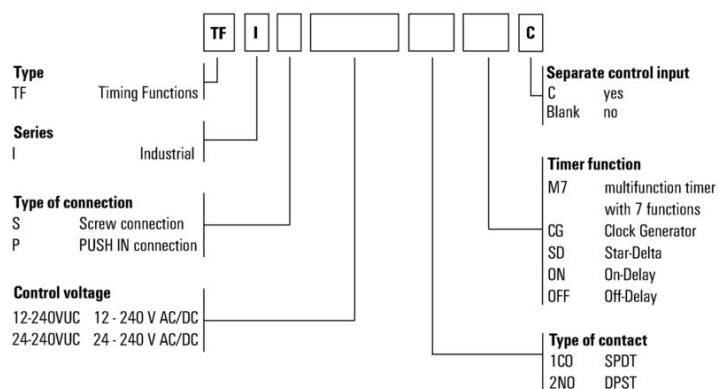 TF I C
Type
TF Timing Functions
Series
I Industrial
Type of connection
S Screw connection
P PUSH IN connection
Control voltage
12-240VUC 12 - 240 V AC/DC
24-240VUC 24 - 240 V AC/DC
Separate control input
C yes
Blank no
Timer function
M7 multifunction timer
with 7 functions
CG Clock Generator
SD Star-Delta
ON On-Delay
OFF Off-Delay
Type of contact
1CO SPDT
2NO DPST